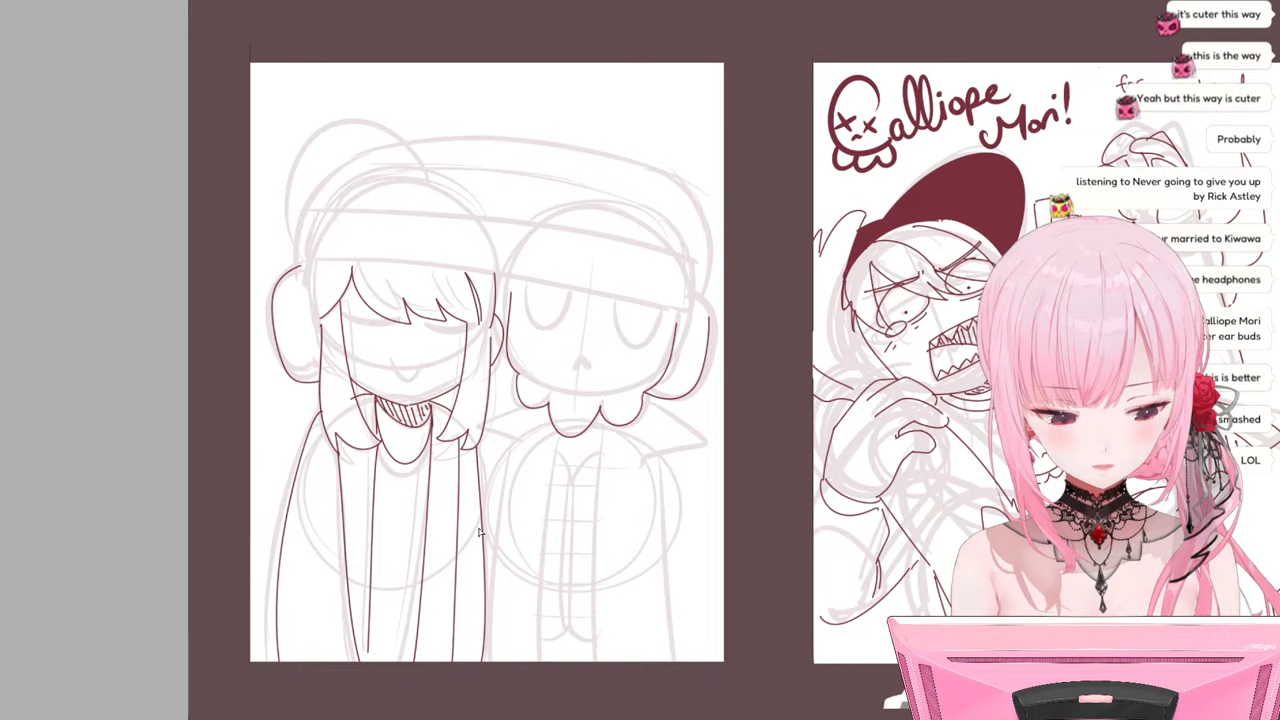 it's cuter this way
this is the way
Yeah but this way is cuter
Probably
listening to Never going to give you up
by Rick Astley
married to Kiwawa
headphones
Mori
ear buds
is better
smashed
LOL
Calliope
Mori!